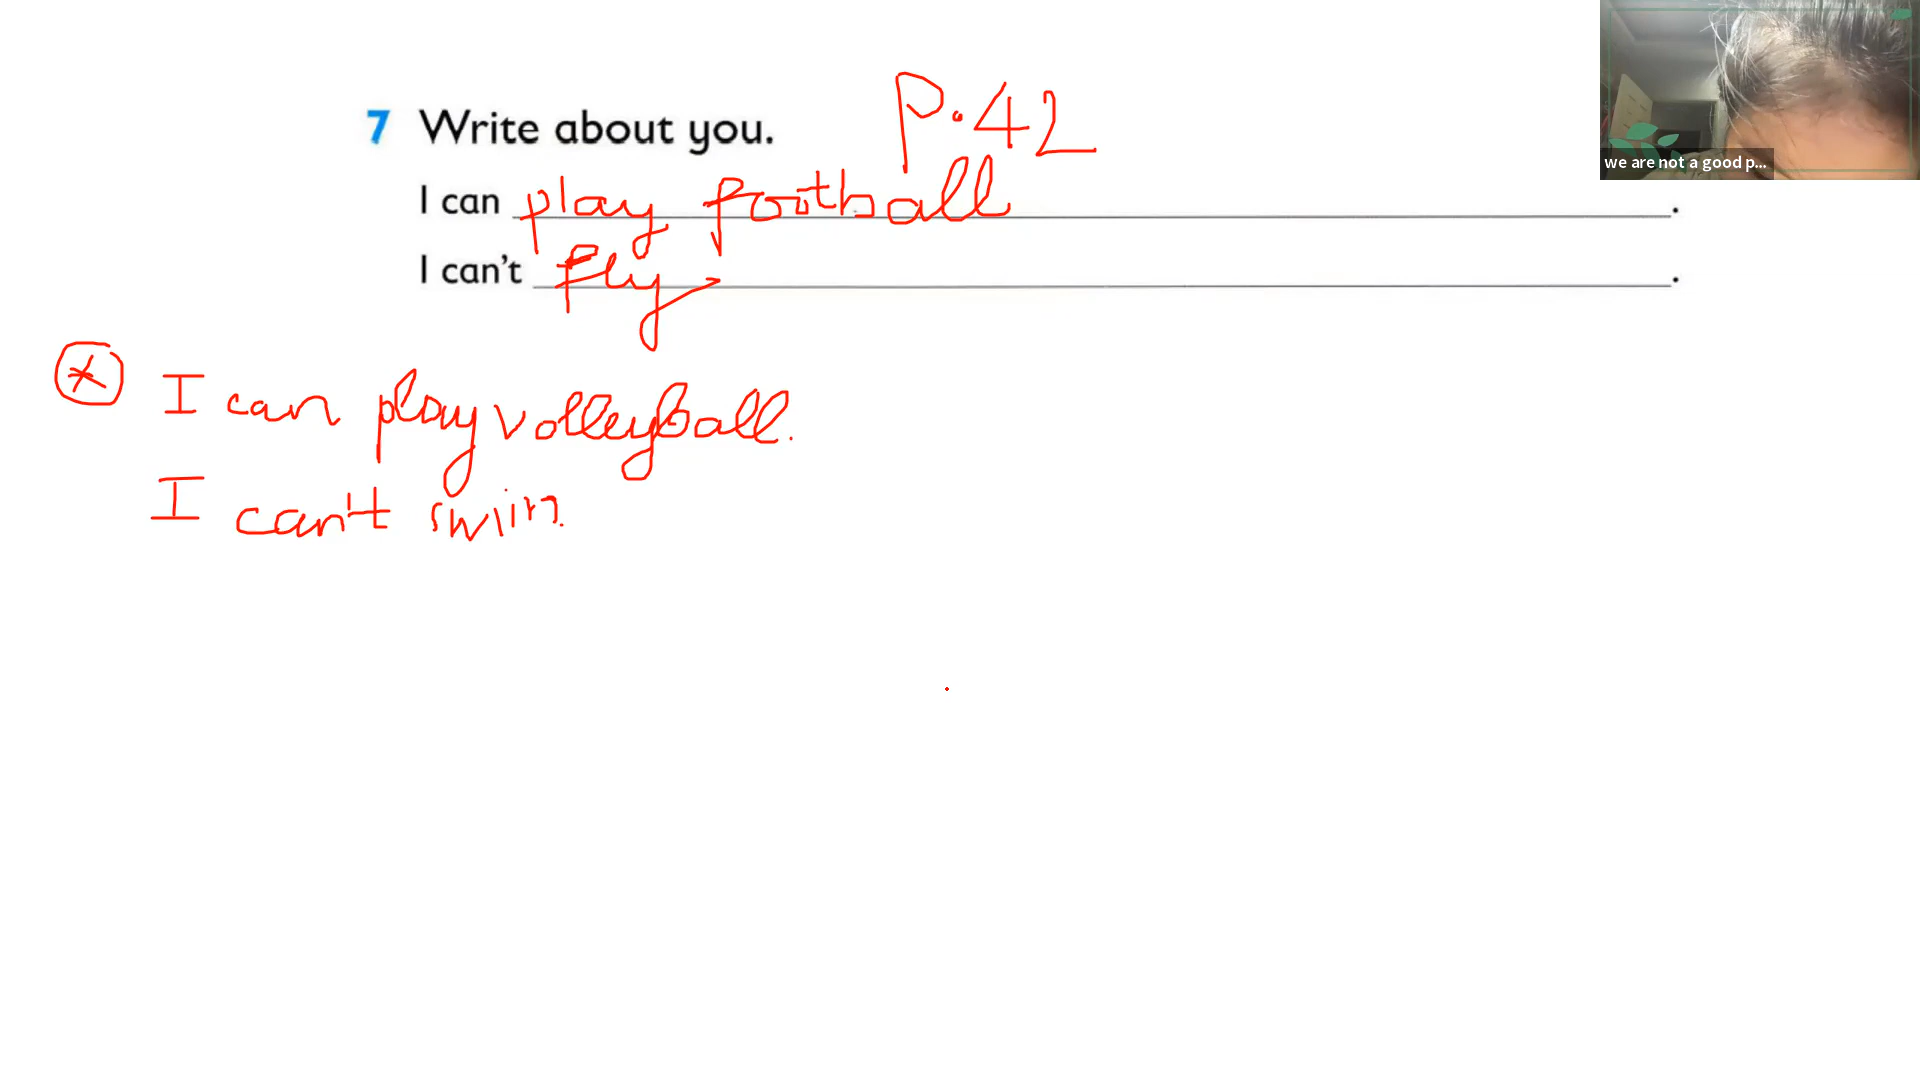 7 Write about you. P.42
I can play football.
I can't fly.
I can play volleyball.
I can't swim.
we are not a good p...